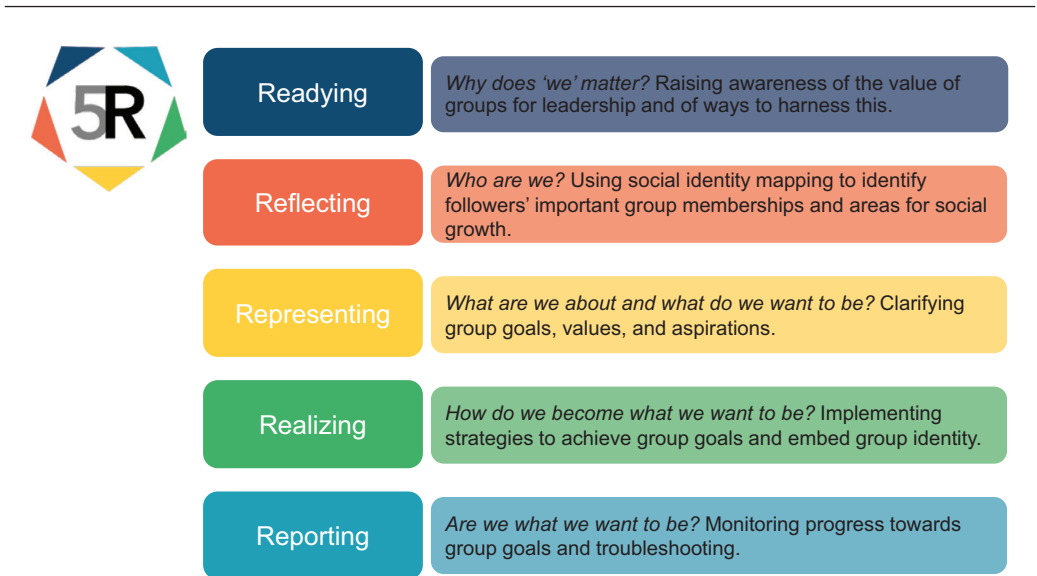 5R
Readying
Why does ‘we’ matter? Raising awareness of the value of
groups for leadership and of ways to harness this.
Reflecting
Who are we? Using social identity mapping to identify
followers’ important group memberships and areas for social
growth.
Representing
What are we about and what do we want to be? Clarifying
group goals, values, and aspirations.
Realizing
How do we become what we want to be? Implementing
strategies to achieve group goals and embed group identity.
Reporting
Are we what we want to be? Monitoring progress towards
group goals and troubleshooting.